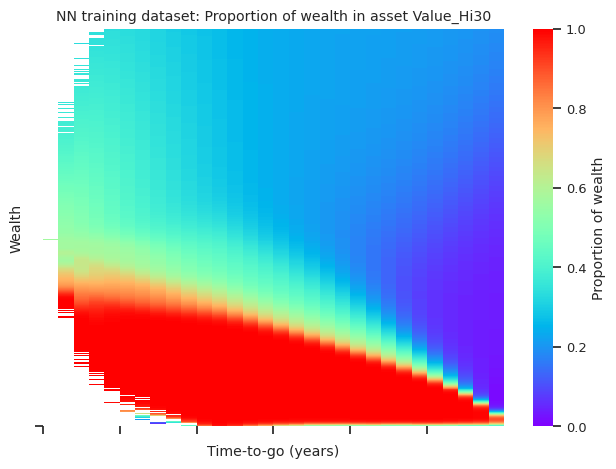 NN training dataset: Proportion of wealth in asset Value_Hi30
Wealth
Time-to-go (years)
1.0
0.8
0.6
0.4
0.2
0.0
Proportion of wealth